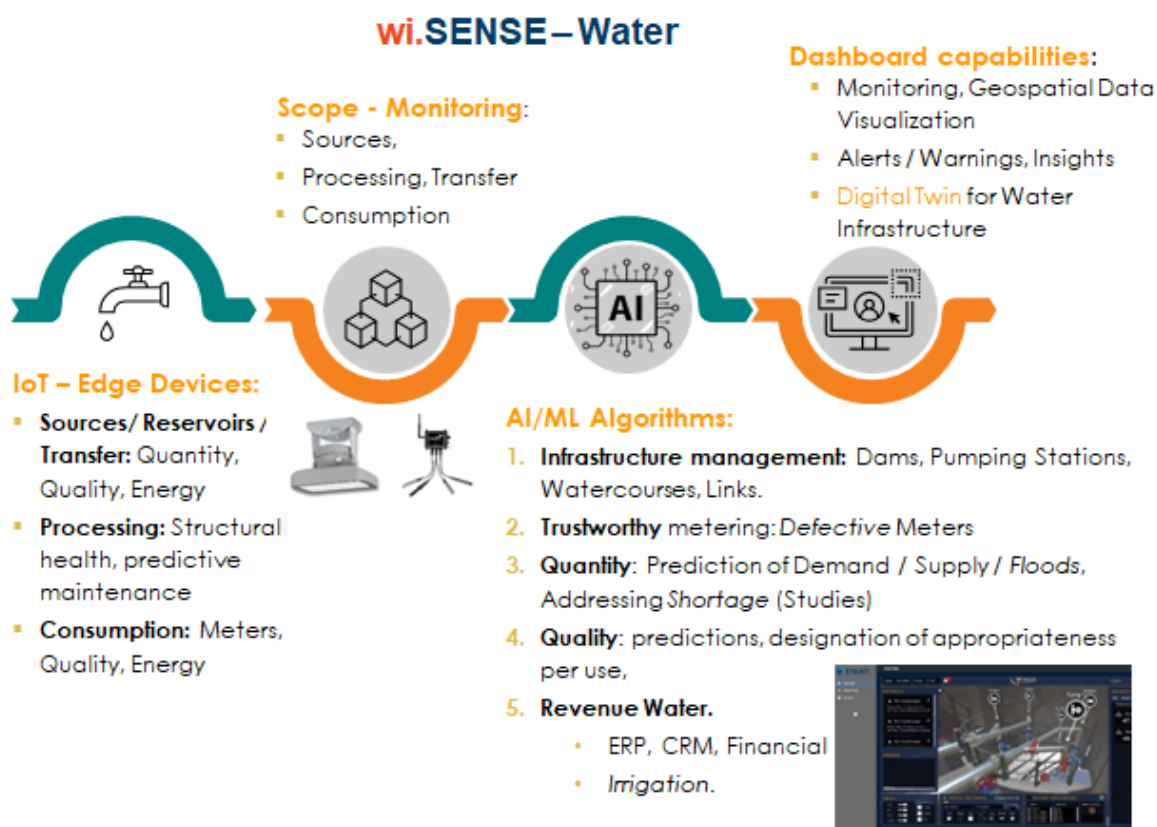 wi.SENSE – Water
Scope - Monitoring:
▪ Sources,
▪ Processing, Transfer
▪ Consumption
Dashboard capabilities:
▪ Monitoring, Geospatial Data
Visualization
▪ Alerts / Warnings, Insights
▪ Digital Twin for Water
Infrastructure
AI
IoT – Edge Devices:
▪ Sources/ Reservoirs /
Transfer: Quantity,
Quality, Energy
▪ Processing: Structural
health, predictive
maintenance
▪ Consumption: Meters,
Quality, Energy
AI/ML Algorithms:
1. Infrastructure management: Dams, Pumping Stations,
Watercourses, Links.
2. Trustworthy metering: Defective Meters
3. Quantity: Prediction of Demand / Supply / Floods,
Addressing Shortage (Studies)
4. Quality: predictions, designation of appropriateness
per use,
5. Revenue Water.
• ERP, CRM, Financial
• Irrigation.